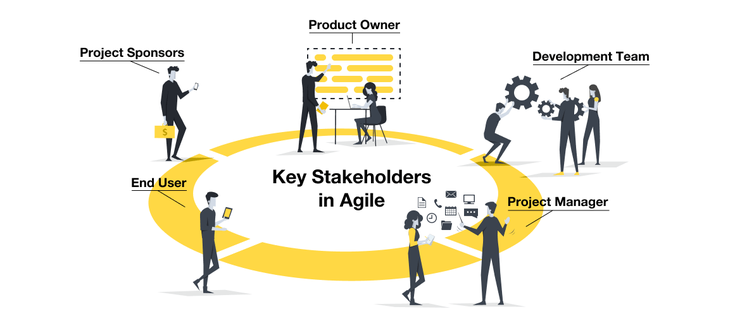 Product Owner
Project Sponsors
Development Team
$
Key Stakeholders
in Agile
End User
Project Manager